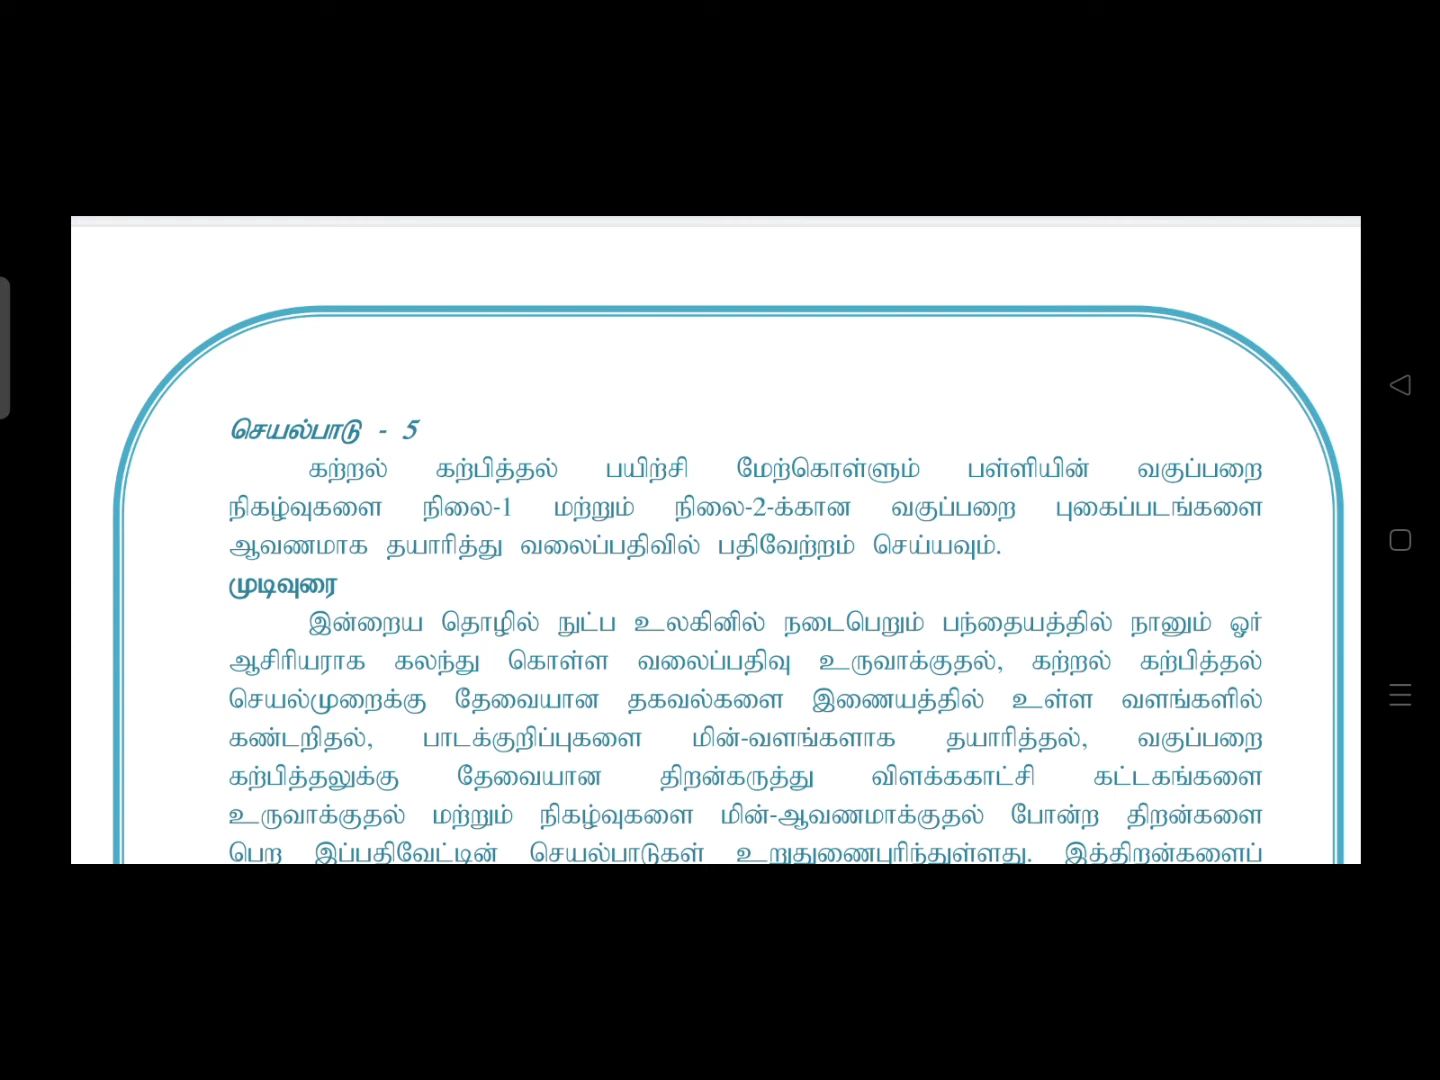 செயல்பாடு - 5
கற்றல் கற்பித்தல் பயிற்சி மேற்கொள்ளும் பள்ளியின் வகுப்பறை
நிகழ்வுகளை நிலை-1 மற்றும் நிலை-2-க்கான வகுப்பறை புகைப்படங்களை
ஆவணமாக தயாரித்து வலைப்பதிவில் பதிவேற்றம் செய்யவும்.
முடிவுரை
இன்றைய தொழில் நுட்ப உலகினில் நடைபெறும் பந்தையத்தில் நானும் ஓர்
ஆசிரியராக கலந்து கொள்ள வலைப்பதிவு உருவாக்குதல், கற்றல் கற்பித்தல்
செயல்முறைக்கு தேவையான தகவல்களை இணையத்தில் உள்ள வளங்களில்
கண்டறிதல், பாடக்குறிப்புகளை மின்-வளங்களாக தயாரித்தல், வகுப்பறை
கற்பித்தலுக்கு தேவையான திறன்கருத்து விளக்ககாட்சி கட்டகங்களை
உருவாக்குதல் மற்றும் நிகழ்வுகளை மின்-ஆவணமாக்குதல் போன்ற திறன்களை
பெற இப்பதிவேட்டின் செயல்பாடுகள் உறுதுணைபுரிந்துள்ளது. இத்திறன்களைப்